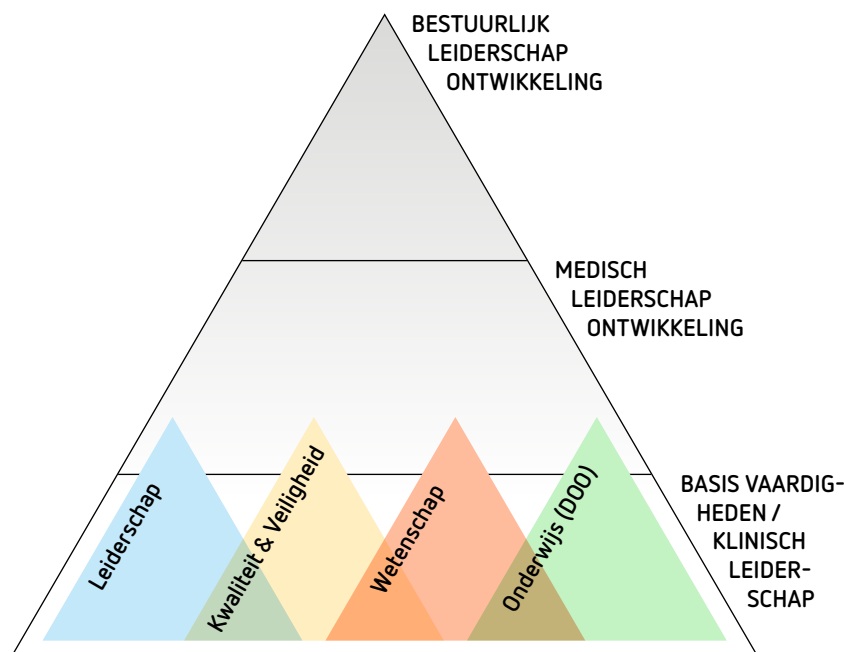 BESTUURLIJK
LEIDERSCHAP
ONTWIKKELING
MEDISCH
LEIDERSCHAP
ONTWIKKELING
BASIS VAARDIG-
HEDEN /
KLINISCH
LEIDER-
SCHAP
Leiderschap
Kwaliteit & Veiligheid
Wetenschap
Onderwijs (DOO)